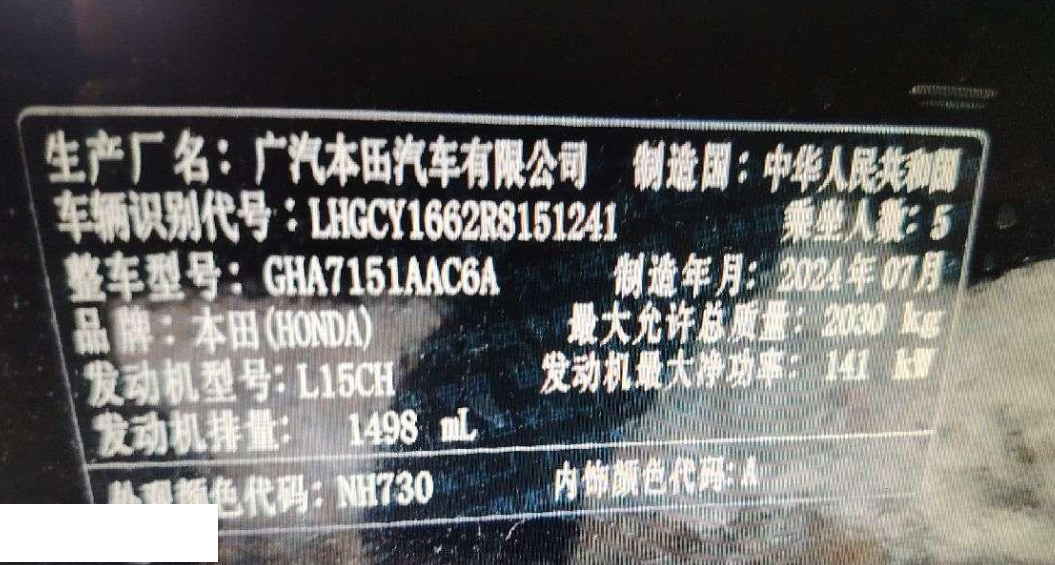 生产厂名：广汽本田汽车有限公司 制造国：中华人民共和国
车辆识别代号：LHGCY1662R8151241 乘坐人数：5
整车型号：GHA7151AAC6A 制造年月：2024年07月
品牌：本田(HONDA) 最大允许总质量：2030 kg
发动机型号：L15CH 发动机最大净功率：141 kW
发动机排量：1498 mL
外观颜色代码：NH730 内饰颜色代码：A